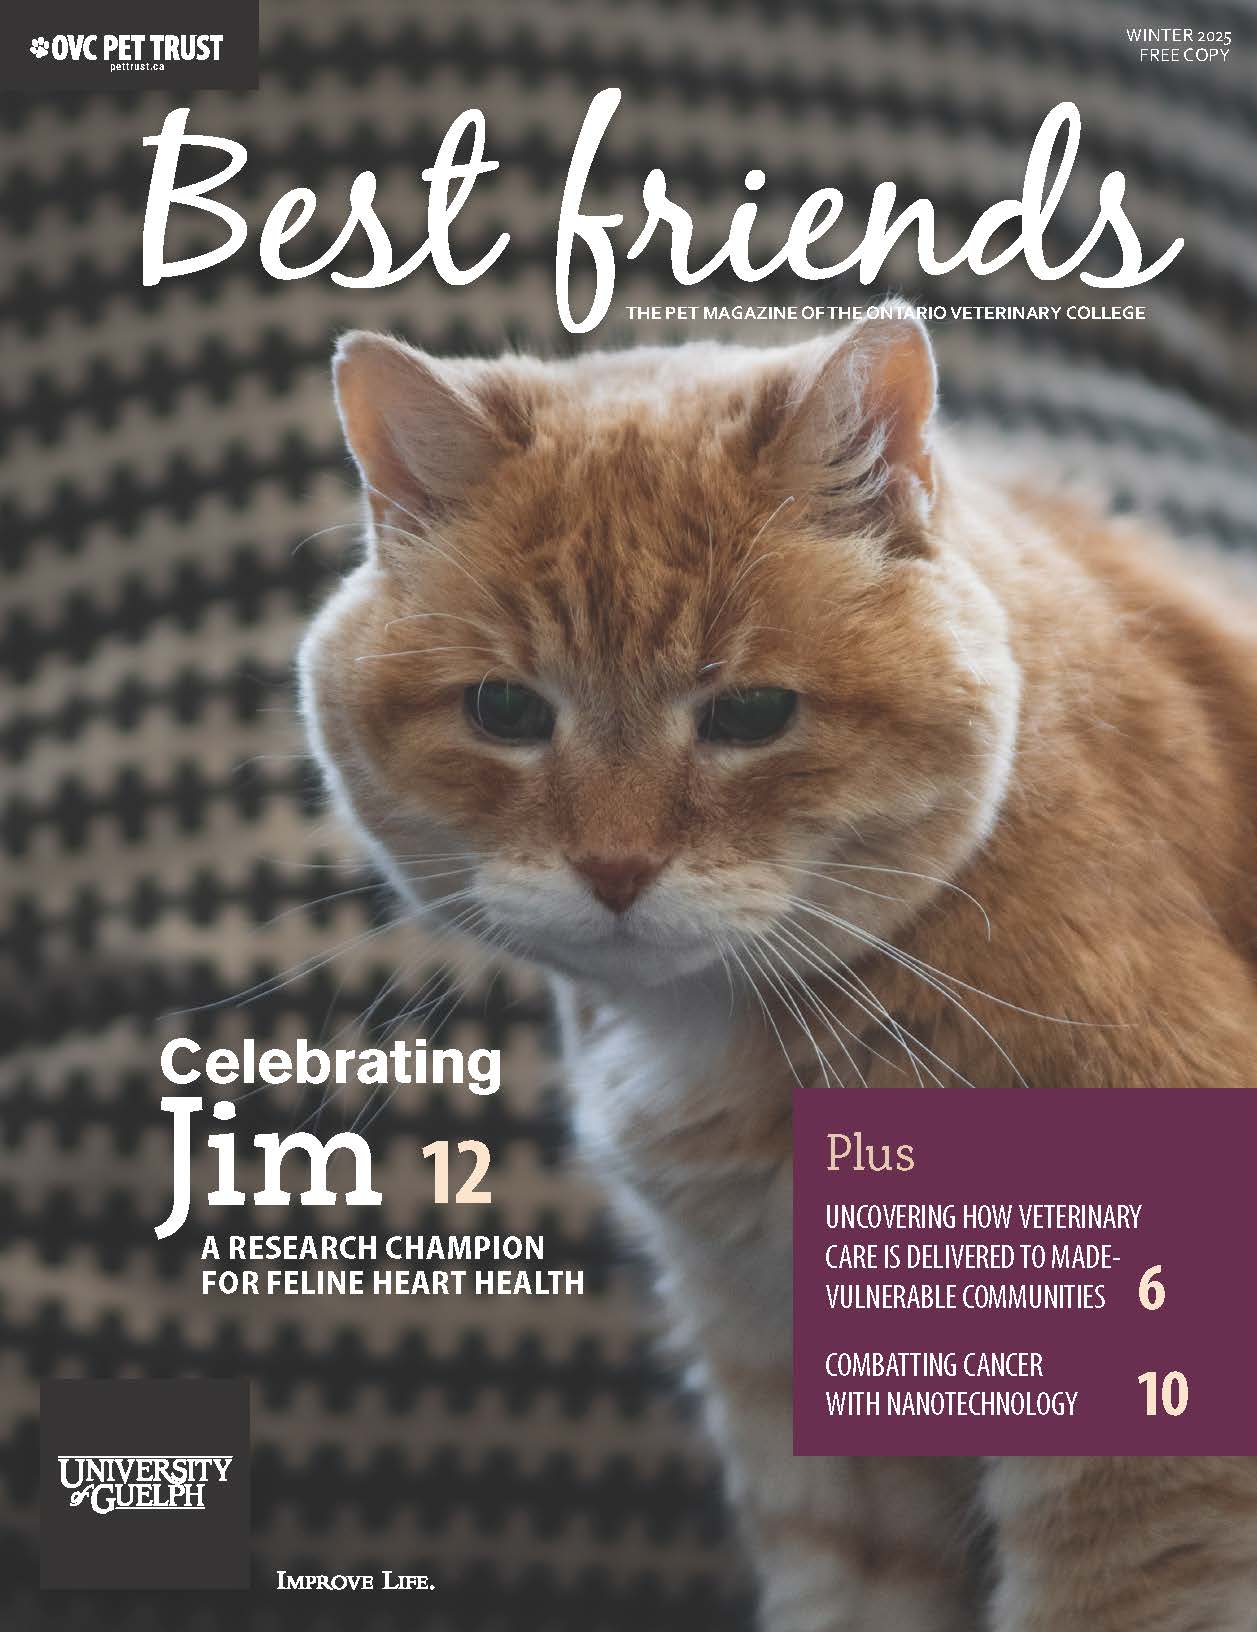 OVC PET TRUST
pettrust.ca
WINTER 2025
FREE COPY
Best friends
THE PET MAGAZINE OF THE ONTARIO VETERINARY COLLEGE
Celebrating
Jim 12
A RESEARCH CHAMPION
FOR FELINE HEART HEALTH
Plus
UNCOVERING HOW VETERINARY
CARE IS DELIVERED TO MADE-
VULNERABLE COMMUNITIES 6
COMBATTING CANCER
WITH NANOTECHNOLOGY 10
UNIVERSITY
of GUELPH
IMPROVE LIFE.